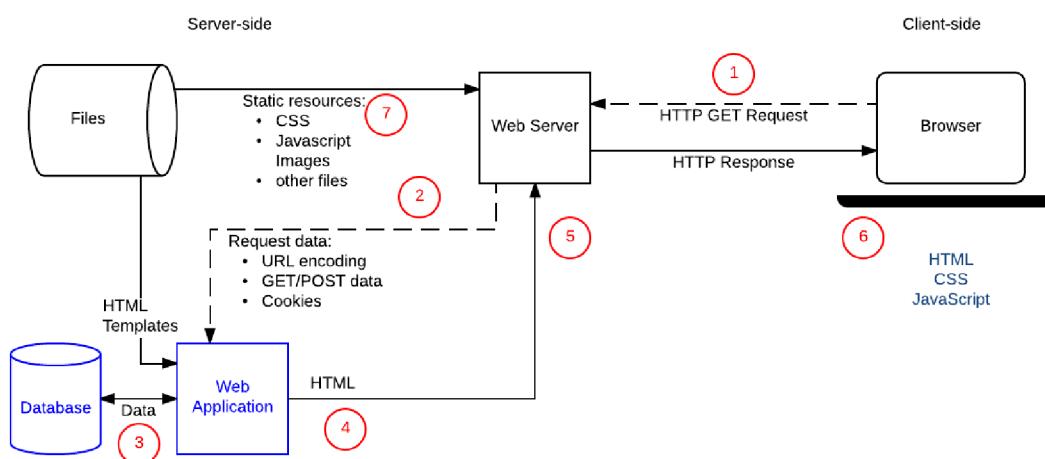 Server-side
Client-side
Files
Static resources:
• CSS
• Javascript
Images
• other files
7
Web Server
1
HTTP GET Request
HTTP Response
Browser
2
Request data:
• URL encoding
• GET/POST data
• Cookies
5
6
HTML
CSS
JavaScript
HTML
Templates
Database
Data
3
Web
Application
HTML
4